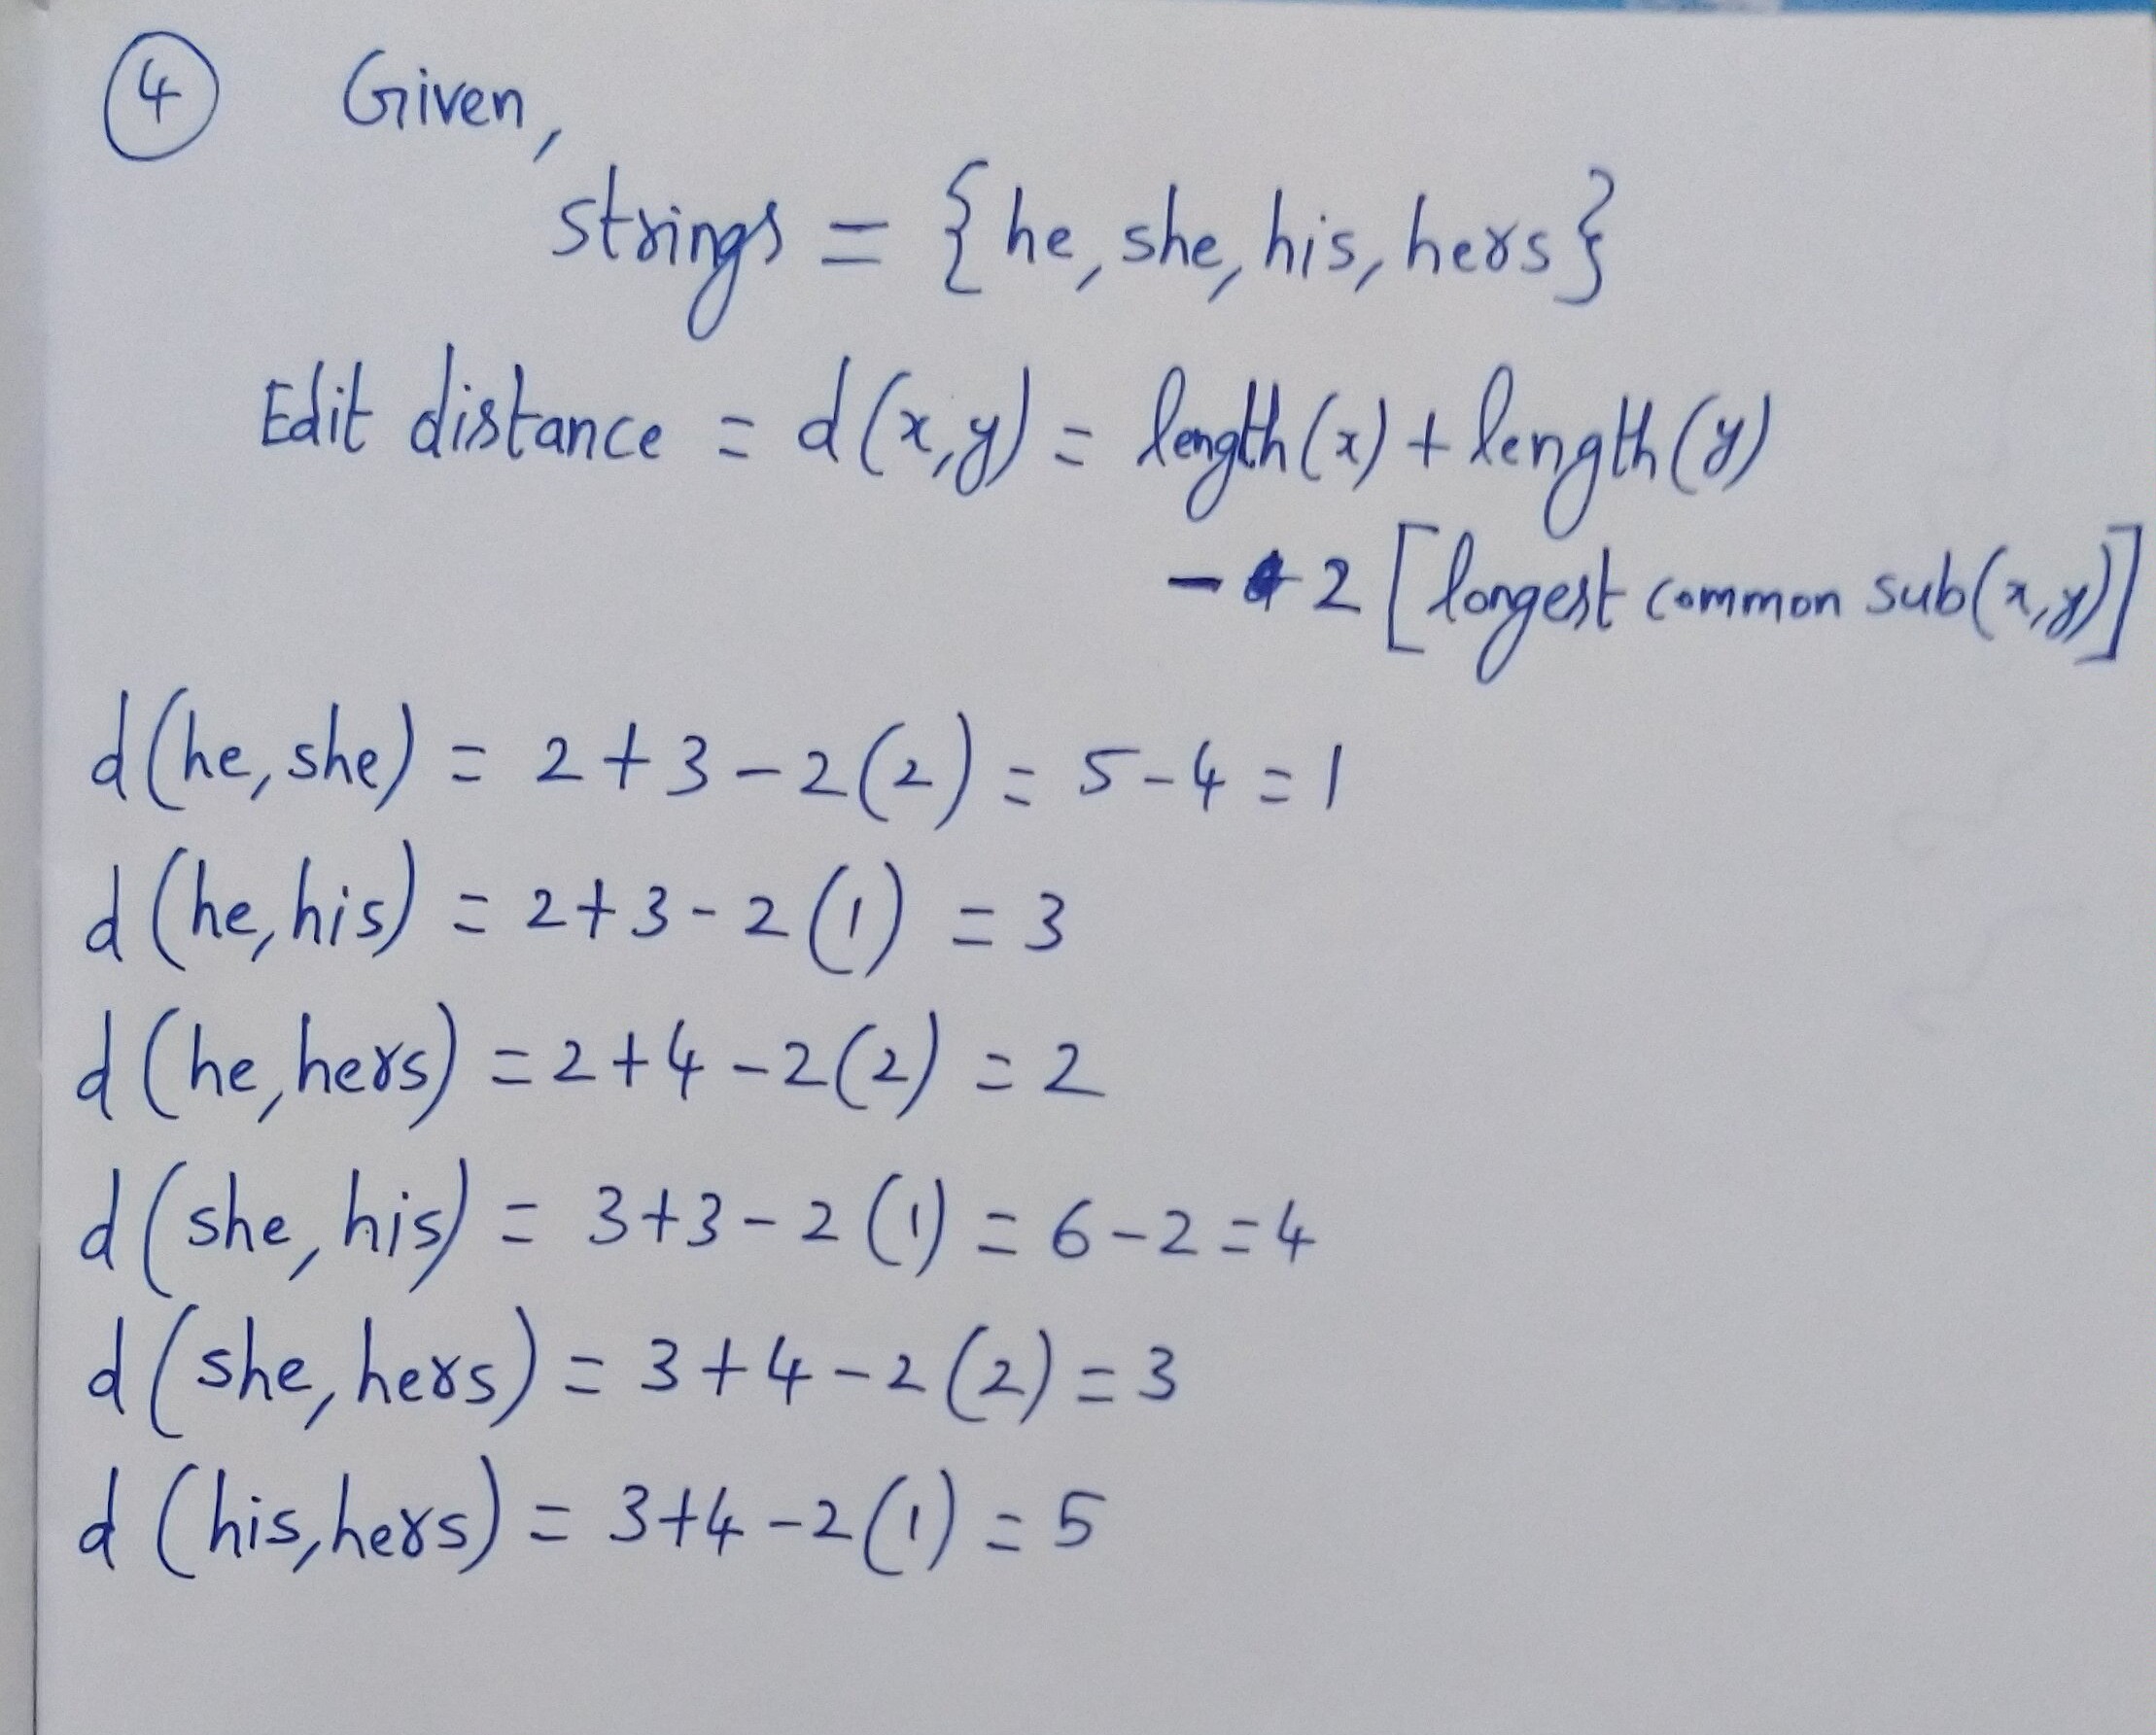 4 Given,
strings = {he, she, his, hers}
Edit distance = d(x,y) = length(x) + length(y)
- 2 [longest common sub(x,y)]
d(he, she) = 2+3-2(2) = 5-4 = 1
d(he, his) = 2+3-2(1) = 3
d(he, hers) = 2+4-2(2) = 2
d(she, his) = 3+3-2(1) = 6-2 = 4
d(she, hers) = 3+4-2(2) = 3
d(his, hers) = 3+4-2(1) = 5